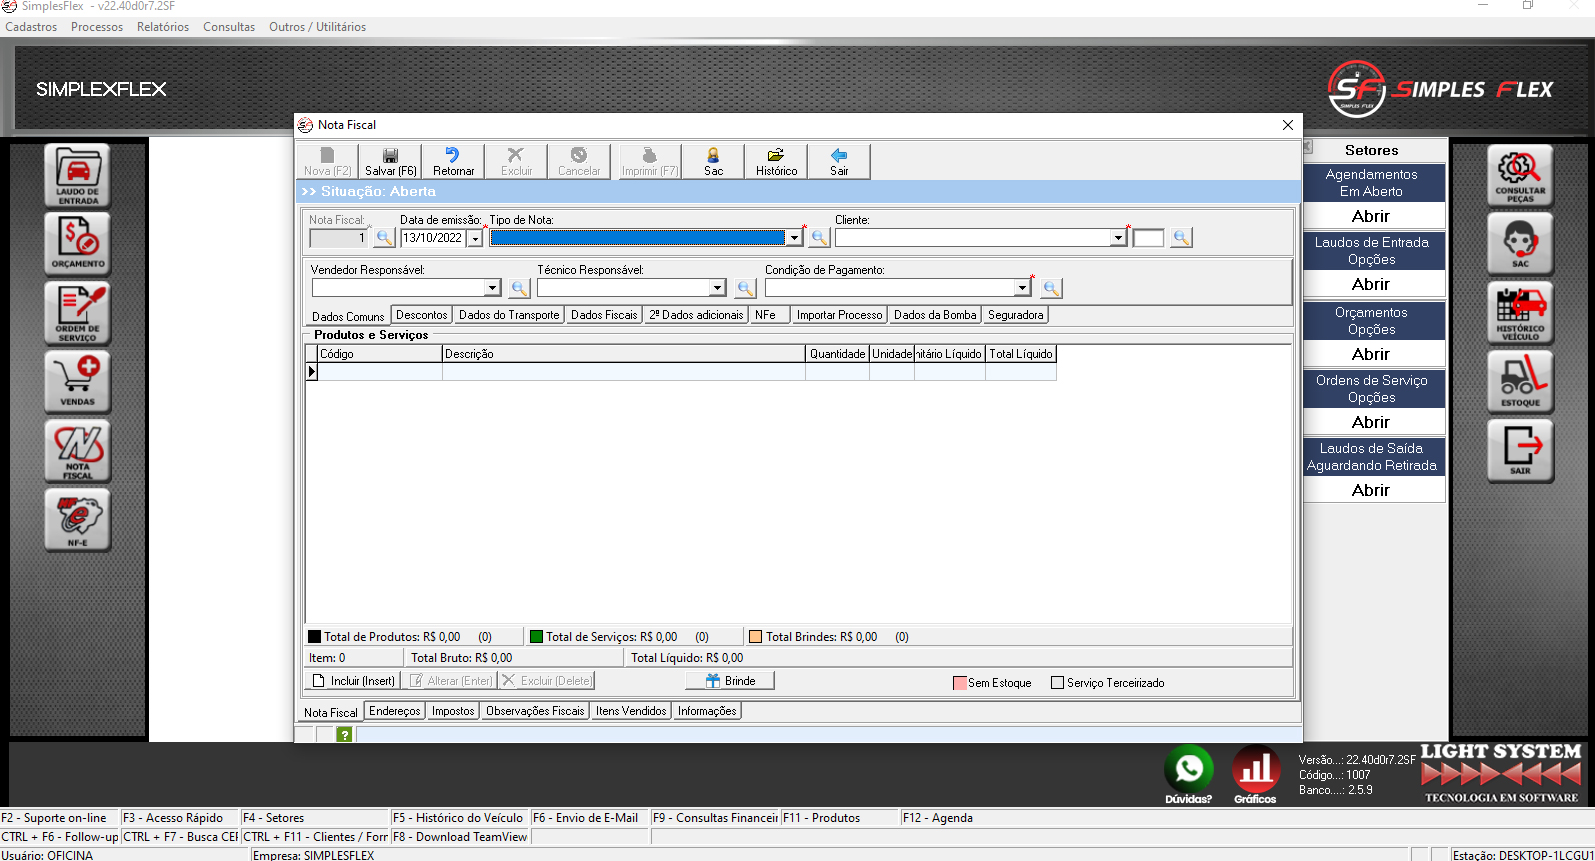 SimplesFlex - v22.40d0r7.2SF
Cadastros Processos Relatórios Consultas Outros / Utilitários
SIMPLEXFLEX
SF SIMPLES FLEX SIMPLES FLEX
Nota Fiscal
Nova (F2) Salvar (F6) Retornar Excluir Cancelar Imprimir (F7) Sac Histórico Sair
>> Situação: Aberta
Nota Fiscal: * Data de emissão: * Tipo de Nota: * Cliente: *
1 13/10/2022
Vendedor Responsável: Técnico Responsável: Condição de Pagamento: *
Dados Comuns Descontos Dados do Transporte Dados Fiscais 2ª Dados adicionais NFe Importar Processo Dados da Bomba Seguradora
Produtos e Serviços
Código Descrição Quantidade Unidade nitário Líquido Total Líquido
Total de Produtos: R$ 0,00 (0) Total de Serviços: R$ 0,00 (0) Total Brindes: R$ 0,00 (0)
Item: 0 Total Bruto: R$ 0,00 Total Líquido: R$ 0,00
Incluir (Insert) Alterar (Enter) Excluir (Delete) Brinde Sem Estoque Serviço Terceirizado
Nota Fiscal Endereços Impostos Observações Fiscais Itens Vendidos Informações
?
LAUDO DE
ENTRADA
ORÇAMENTO
ORDEM DE
SERVIÇO
VENDAS
NOTA
FISCAL
NF-E
Setores
Agendamentos
Em Aberto
Abrir
Laudos de Entrada
Opções
Abrir
Orçamentos
Opções
Abrir
Ordens de Serviço
Opções
Abrir
Laudos de Saída
Aguardando Retirada
Abrir
CONSULTAR
PEÇAS
SAC
HISTÓRICO
VEÍCULO
ESTOQUE
SAIR
Dúvidas? Gráficos
Versão...: 22.40d0r7.2SF
Código...: 1007
Banco....: 2.5.9
LIGHT SYSTEM
TECNOLOGIA EM SOFTWARE
F2 - Suporte on-line F3 - Acesso Rápido F4 - Setores F5 - Histórico do Veículo F6 - Envio de E-Mail F9 - Consultas Financeir F11 - Produtos F12 - Agenda
CTRL + F6 - Follow-up CTRL + F7 - Busca CEP CTRL + F11 - Clientes / Forr F8 - Download TeamView
Usuário: OFICINA Empresa: SIMPLESFLEX Estação: DESKTOP-1LCGU1